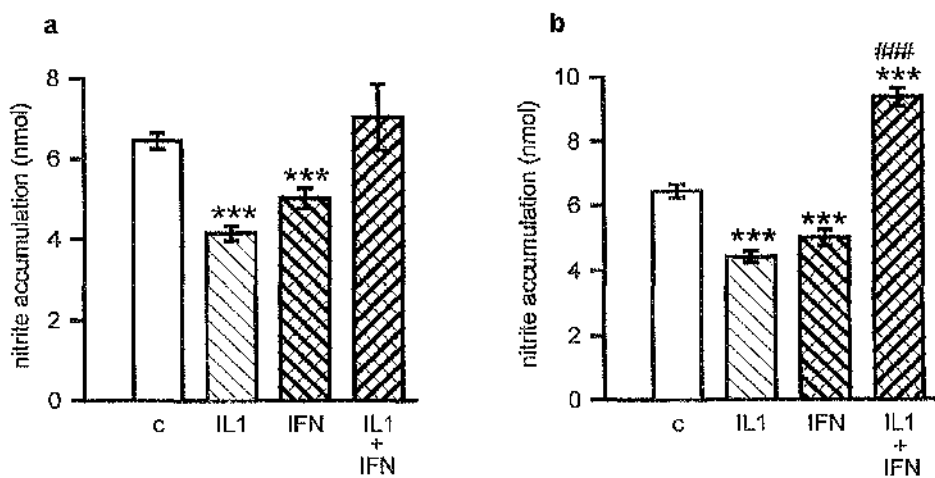 a
nitrite accumulation (nmol)
8
6
4
2
0
***
***
c
IL1
IFN
IL1
+
IFN
b
nitrite accumulation (nmol)
10
8
6
4
2
0
***
***
###
***
c
IL1
IFN
IL1
+
IFN